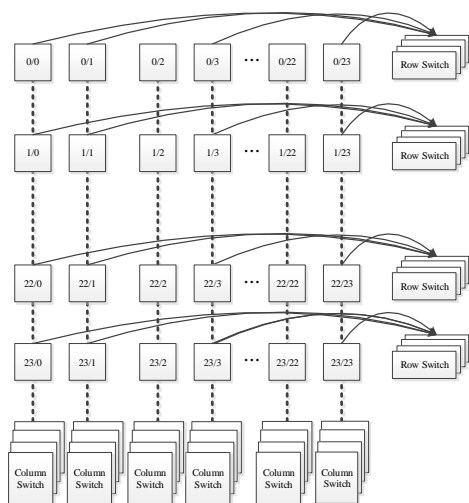 0/0 0/1 0/2 0/3 ... 0/22 0/23 Row Switch
1/0 1/1 1/2 1/3 ... 1/22 1/23 Row Switch
22/0 22/1 22/2 22/3 ... 22/22 22/23 Row Switch
23/0 23/1 23/2 23/3 ... 23/22 23/23 Row Switch
Column Column Column Column Column Column
Switch Switch Switch Switch Switch Switch